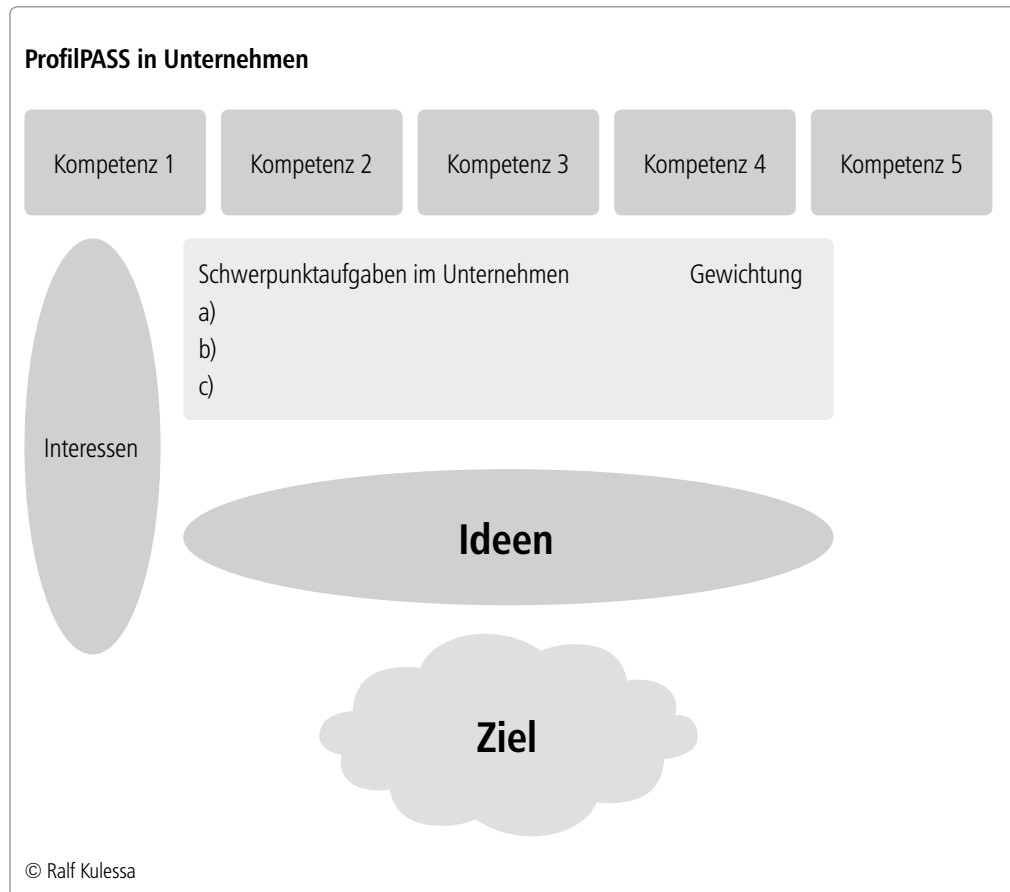 ProfilPASS in Unternehmen
Kompetenz 1 Kompetenz 2 Kompetenz 3 Kompetenz 4 Kompetenz 5
Schwerpunktaufgaben im Unternehmen Gewichtung
a)
b)
c)
Interessen
Ideen
Ziel
© Ralf Kulessa